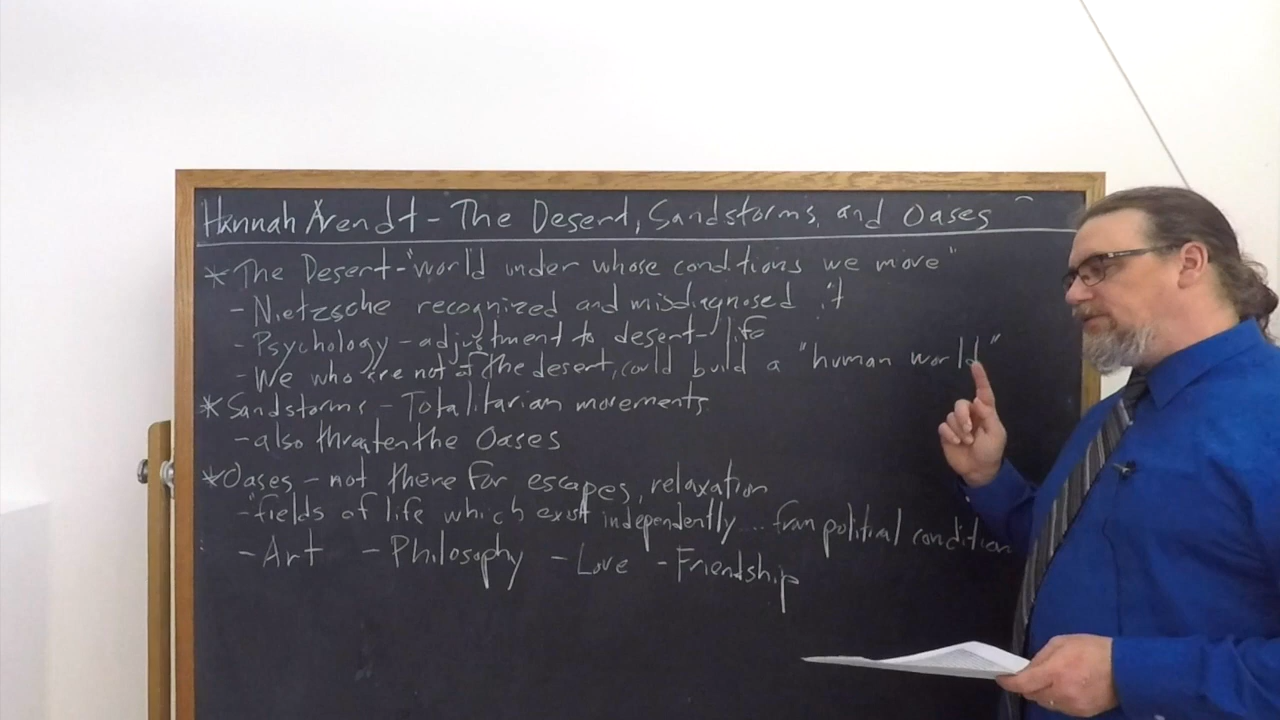 Hannah Arendt - The Desert, Sandstorms, and Oases
* The Desert - "world under whose conditions we move"
- Nietzsche recognized and misdiagnosed it
- Psychology - adjustment to desert-life
- We who are not of the desert, could build a "human world"
* Sandstorms - Totalitarian movements
- also threaten the Oases
* Oases - not there for escapes, relaxation
- "fields of life which exist independently... from political condition
- Art - Philosophy - Love - Friendship